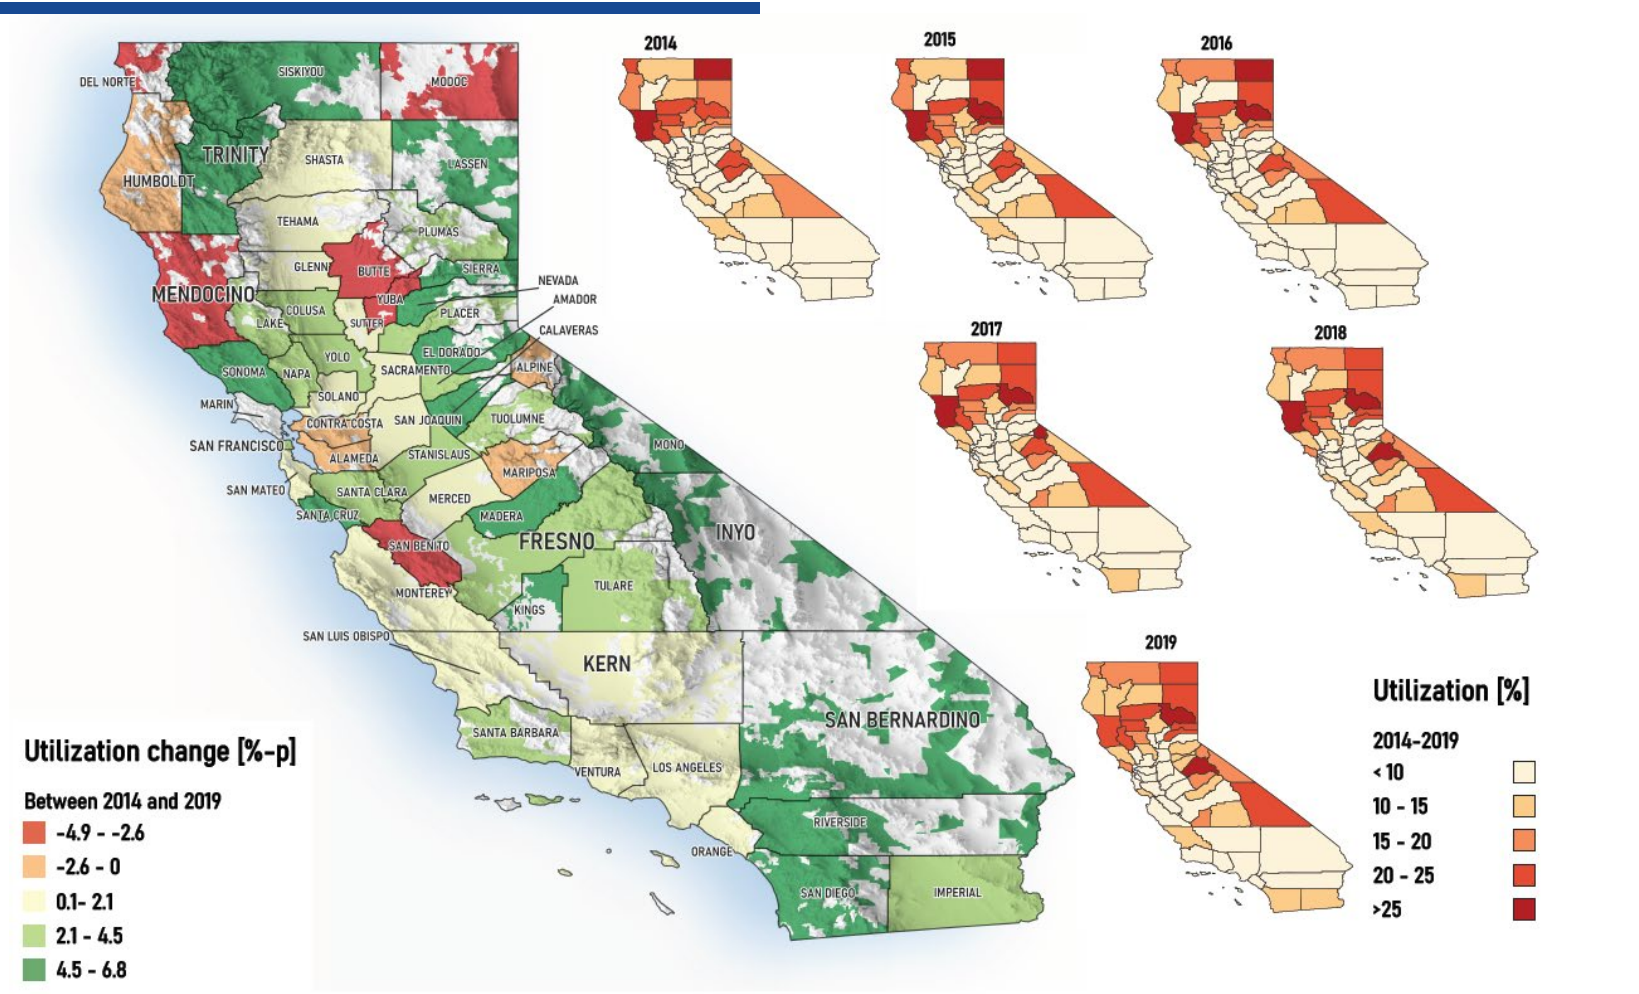 2014
2015
2016
DEL NORTE
SISKIYOU
MODOC
TRINITY
SHASTA
LASSEN
HUMBOLDT
TEHAMA
PLUMAS
GLENN
BUTTE
SIERRA
NEVADA
MENDOCINO
YUBA
AMADOR
COLUSA
PLACER
LAKE
SUTTER
CALAVERAS
2017
2018
YOLO
EL DORADO
SONOMA
NAPA
SACRAMENTO
ALPINE
SOLANO
MARIN
CONTRA COSTA
SAN JOAQUIN
TUOLUMNE
SAN FRANCISCO
MONO
ALAMEDA
STANISLAUS
MARIPOSA
SAN MATEO
SANTA CLARA
MERCED
SANTA CRUZ
MADERA
INYO
SAN BENITO
FRESNO
MONTEREY
TULARE
KINGS
SAN LUIS OBISPO
KERN
2019
SAN BERNARDINO
SANTA BARBARA
VENTURA
LOS ANGELES
RIVERSIDE
ORANGE
SAN DIEGO
IMPERIAL
Utilization change [%-p]
Between 2014 and 2019
-4.9 - -2.6
-2.6 - 0
0.1- 2.1
2.1 - 4.5
4.5 - 6.8
Utilization [%]
2014-2019
< 10
10 - 15
15 - 20
20 - 25
>25